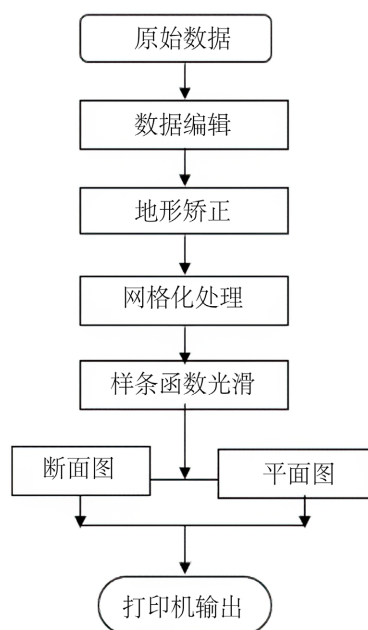 原始数据
数据编辑
地形矫正
网格化处理
样条函数光滑
断面图
平面图
打印机输出